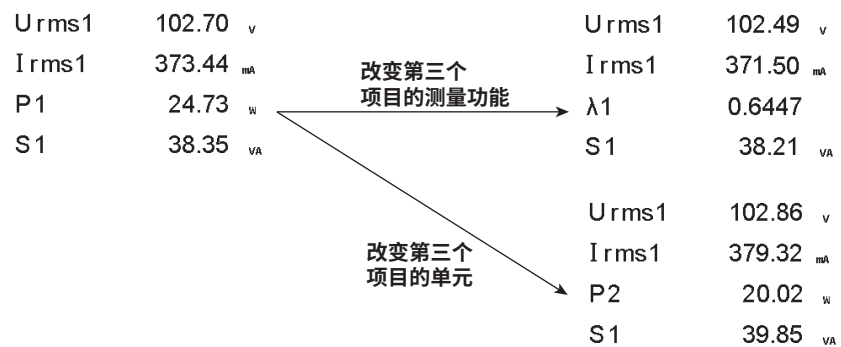 Urms1 102.70 V
Irms1 373.44 mA
P1 24.73 W
S1 38.35 VA
改变第三个
项目的测量功能
Urms1 102.49 V
Irms1 371.50 mA
λ1 0.6447
S1 38.21 VA
改变第三个
项目的单元
Urms1 102.86 V
Irms1 379.32 mA
P2 20.02 W
S1 39.85 VA